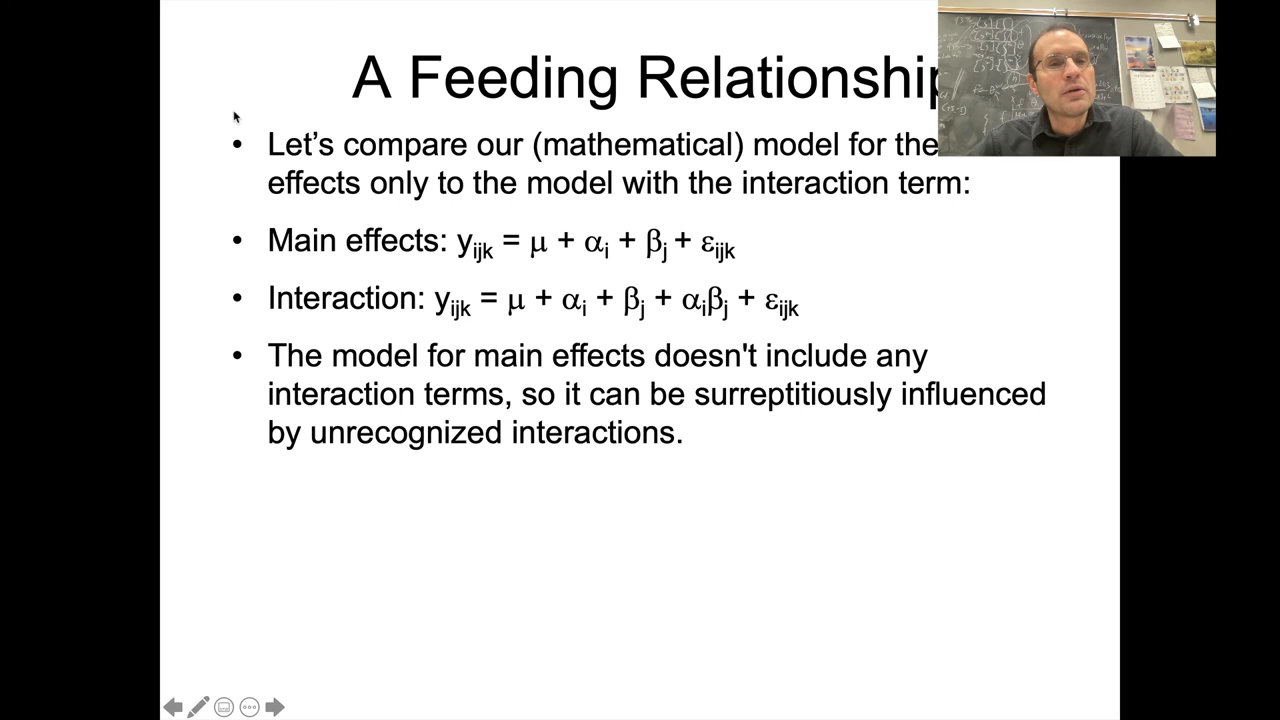 A Feeding Relationship
• Let’s compare our (mathematical) model for the
effects only to the model with the interaction term:
• Main effects: yijk = μ + αi + βj + εijk
• Interaction: yijk = μ + αi + βj + αiβj + εijk
• The model for main effects doesn't include any
interaction terms, so it can be surreptitiously influenced
by unrecognized interactions.